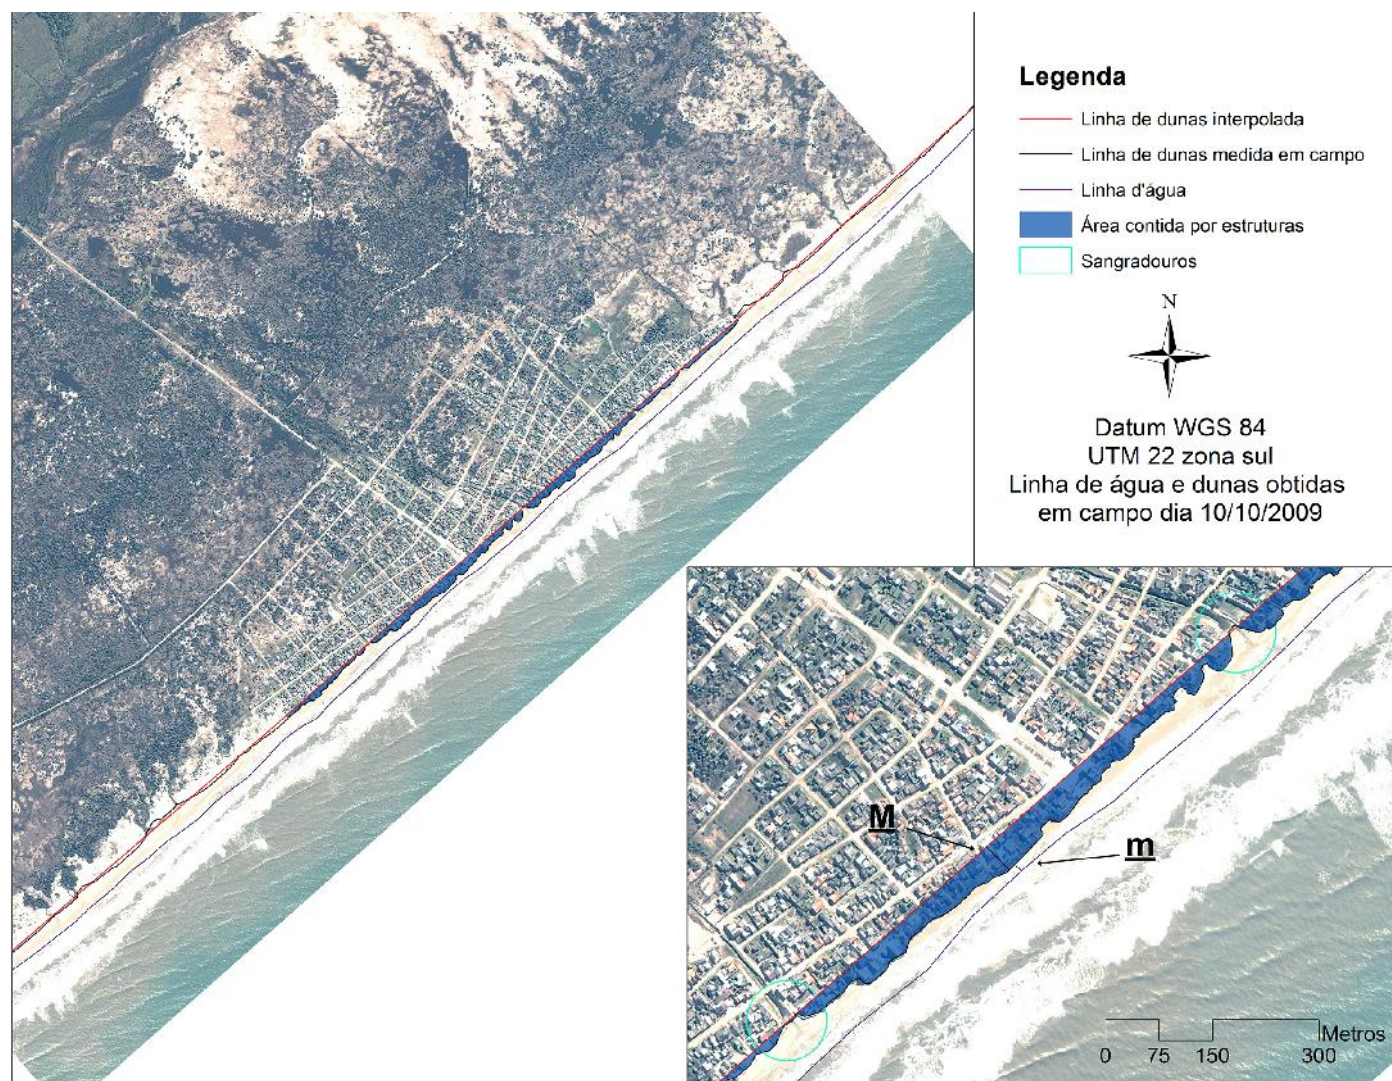 Legenda
Linha de dunas interpolada
Linha de dunas medida em campo
Linha d'água
Área contida por estruturas
Sangradouros
N
Datum WGS 84
UTM 22 zona sul
Linha de água e dunas obtidas
em campo dia 10/10/2009
M
m
Metros
0 75 150 300